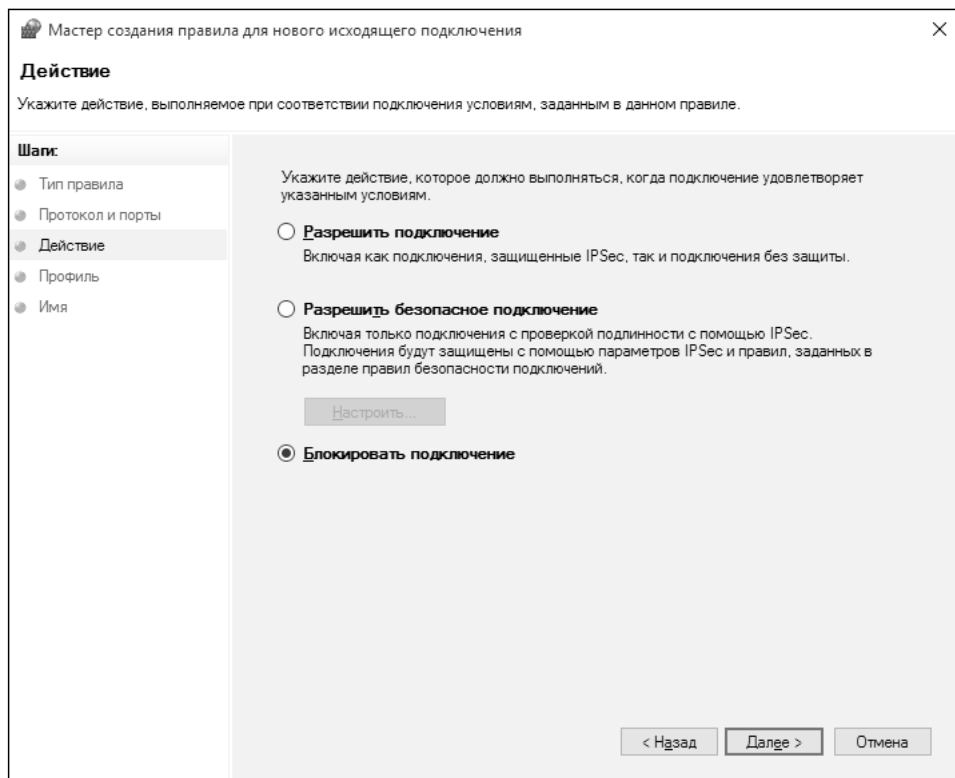 Мастер создания правила для нового исходящего подключения
Действие
Укажите действие, выполняемое при соответствии подключения условиям, заданным в данном правиле.
Шаги:
Тип правила
Протокол и порты
Действие
Профиль
Имя
Укажите действие, которое должно выполняться, когда подключение удовлетворяет
указанным условиям.
Разрешить подключение
Включая как подключения, защищенные IPSec, так и подключения без защиты.
Разрешить безопасное подключение
Включая только подключения с проверкой подлинности с помощью IPSec.
Подключения будут защищены с помощью параметров IPSec и правил, заданных в
разделе правил безопасности подключений.
Настроить...
Блокировать подключение
< Назад
Далее >
Отмена